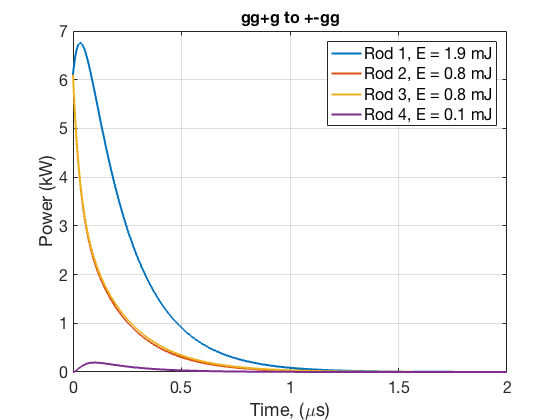 gg+g to +-gg
7
6
5
4
3
2
1
0
Power (kW)
Rod 1, E = 1.9 mJ
Rod 2, E = 0.8 mJ
Rod 3, E = 0.8 mJ
Rod 4, E = 0.1 mJ
0 0.5 1 1.5 2
Time, (μs)